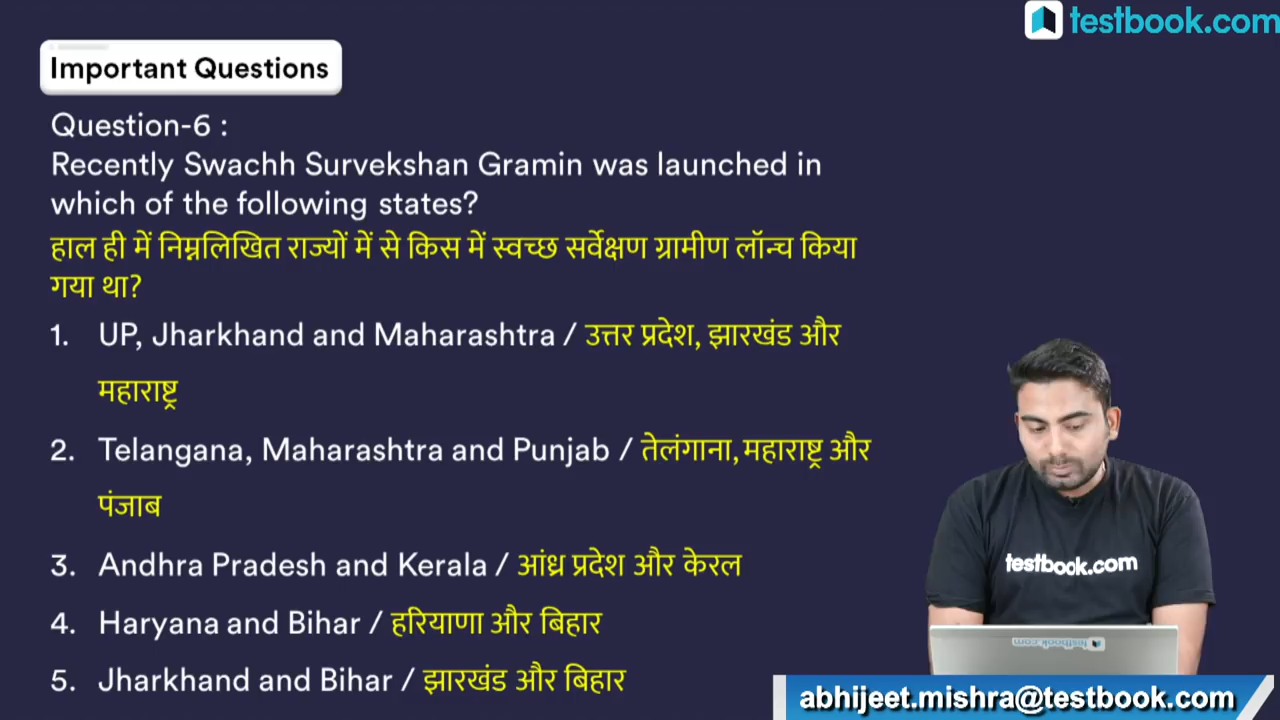 testbook.com
Important Questions
Question-6 :
Recently Swachh Survekshan Gramin was launched in
which of the following states?
हाल ही में निम्नलिखित राज्यों में से किस में स्वच्छ सर्वेक्षण ग्रामीण लॉन्च किया
गया था?
1. UP, Jharkhand and Maharashtra / उत्तर प्रदेश, झारखंड और
महाराष्ट्र
2. Telangana, Maharashtra and Punjab / तेलंगाना, महाराष्ट्र और
पंजाब
3. Andhra Pradesh and Kerala / आंध्र प्रदेश और केरल
4. Haryana and Bihar / हरियाणा और बिहार
5. Jharkhand and Bihar / झारखंड और बिहार
testbook.com
testbook.com
abhijeet.mishra@testbook.com